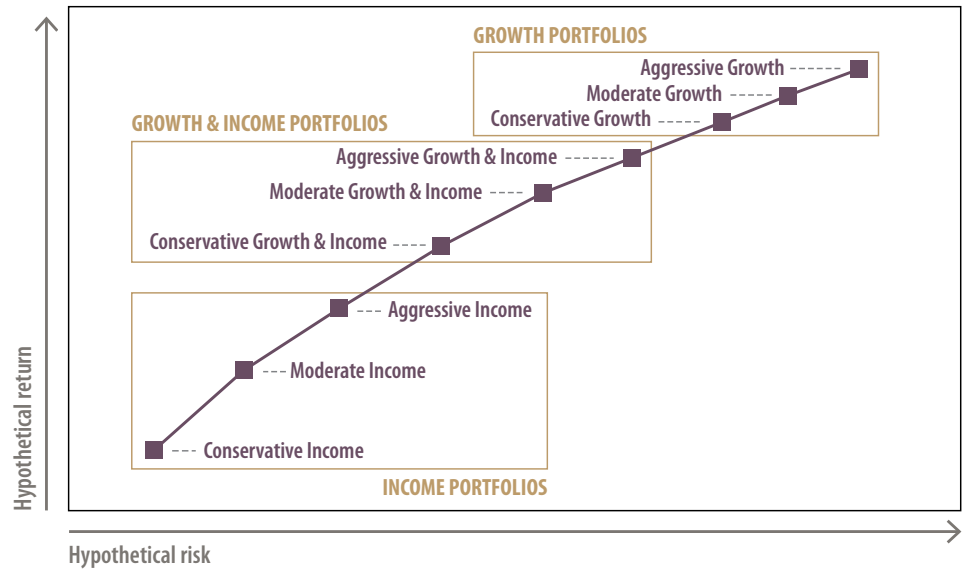 GROWTH PORTFOLIOS
Aggressive Growth
Moderate Growth
Conservative Growth
GROWTH & INCOME PORTFOLIOS
Aggressive Growth & Income
Moderate Growth & Income
Conservative Growth & Income
Aggressive Income
Moderate Income
Conservative Income
INCOME PORTFOLIOS
Hypothetical return
Hypothetical risk